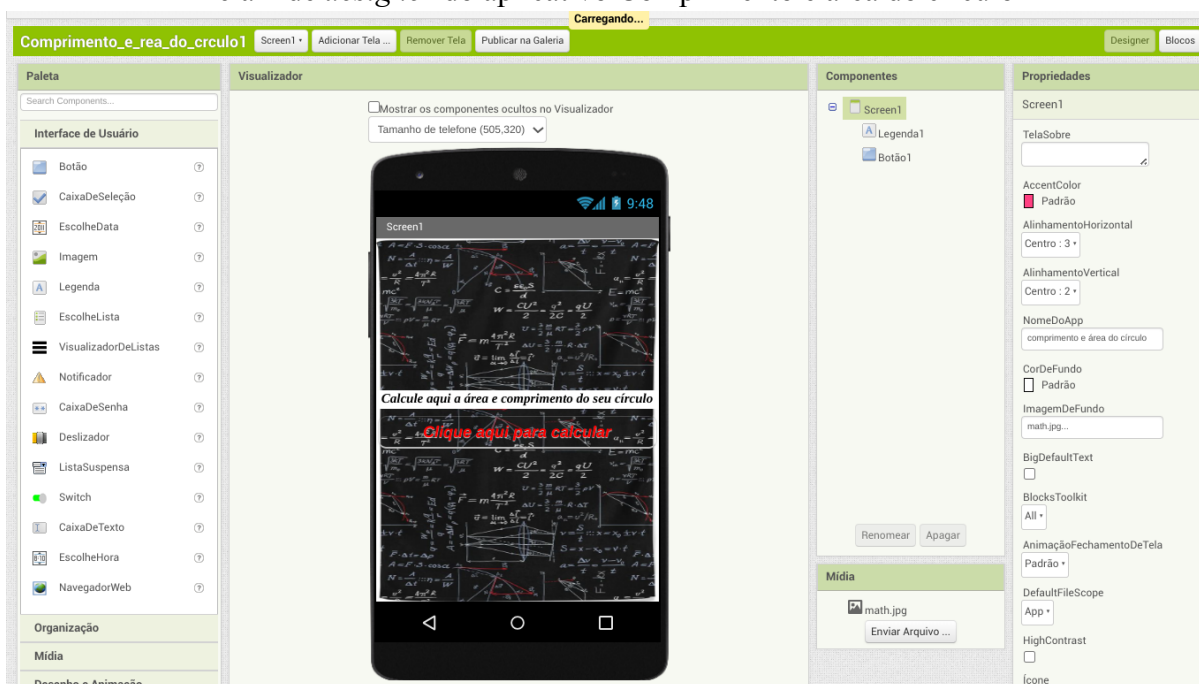 Carregando...
Comprimento_e_rea_do_crculo1 Screen1 Adicionar Tela ... Remover Tela Publicar na Galeria Designer Blocos
Paleta
Search Components...
Interface de Usuário
Botão
CaixaDeSeleção
EscolheData
Imagem
Legenda
EscolheLista
VisualizadorDeListas
Notificador
CaixaDeSenha
Deslizador
ListaSuspensa
Switch
CaixaDeTexto
EscolheHora
NavegadorWeb
Organização
Mídia
Visualizador
Mostrar os componentes ocultos no Visualizador
Tamanho de telefone (505,320)
9:48
Screen1
Calcule aqui a área e comprimento do seu círculo
Clique aqui para calcular
Componentes
Screen1
Legenda1
Botão1
Renomear Apagar
Mídia
math.jpg
Enviar Arquivo ...
Propriedades
Screen1
TelaSobre
AccentColor
Padrão
AlinhamentoHorizontal
Centro : 3
AlinhamentoVertical
Centro : 2
NomeDoApp
comprimento e área do círculo
CorDeFundo
Padrão
ImagemDeFundo
math.jpg...
BigDefaultText
BlocksToolkit
All
AnimaçãoFechamentoDeTela
Padrão
DefaultFileScope
App
HighContrast
Ícone